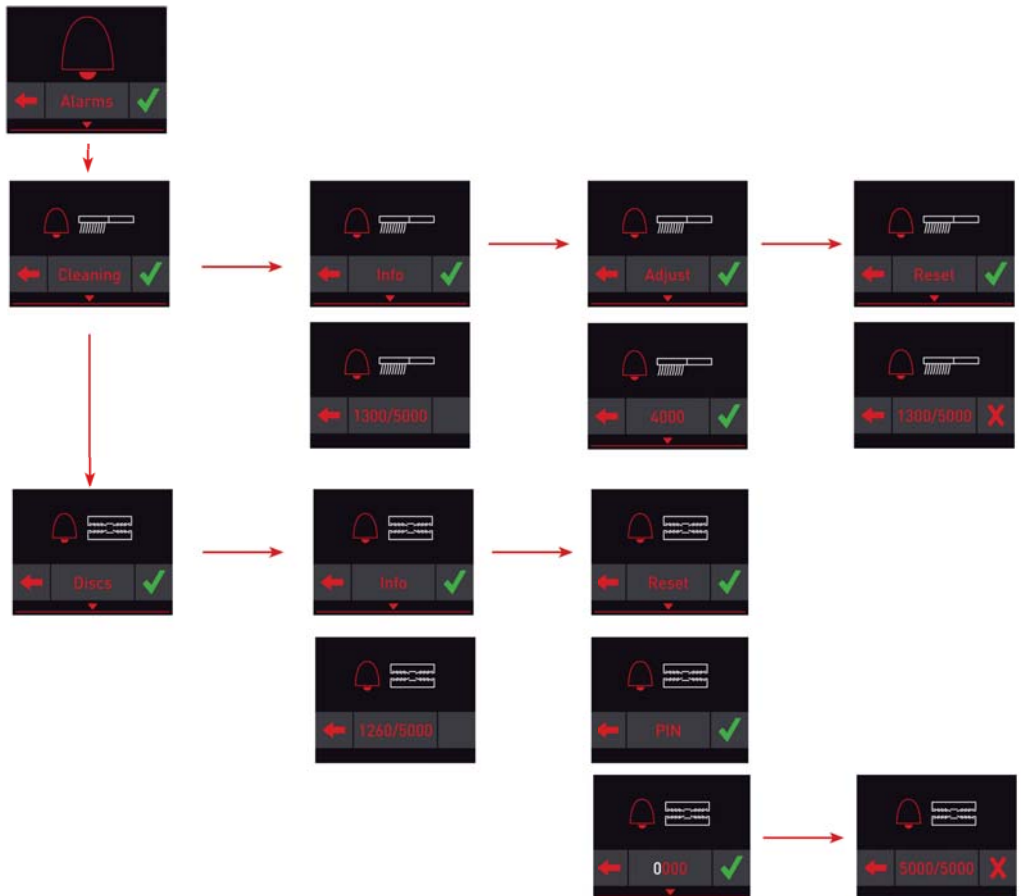 Alarms
Cleaning
Info
Adjust
Reset
1300/5000
4000
1300/5000
Discs
Info
Reset
1260/5000
PIN
0000
5000/5000